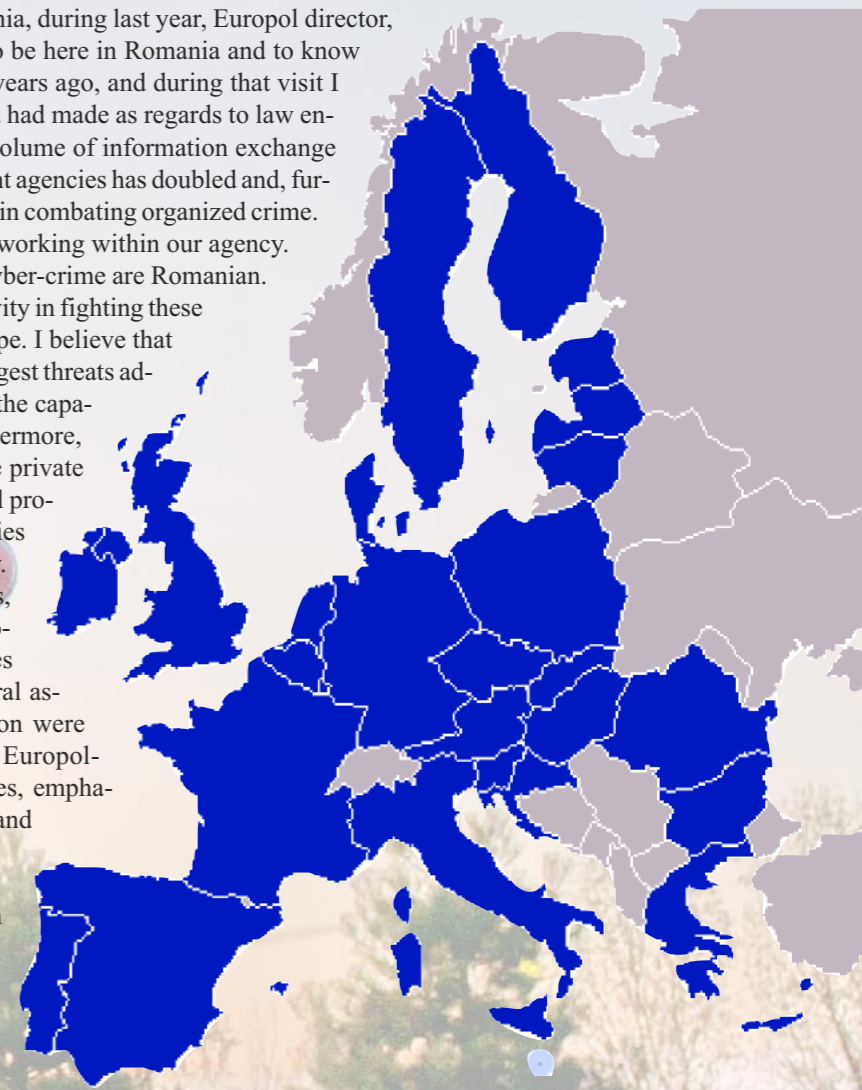 nia, during last year, Europol director,
o be here in Romania and to know
years ago, and during that visit I
had made as regards to law en-
olume of information exchange
nt agencies has doubled and, fur-
in combating organized crime.
working within our agency.
yber-crime are Romanian.
vity in fighting these
pe. I believe that
gest threats ad-
the capa-
ermore,
e private
l pro-
ies
y.
s,
o-
es
ral as-
on were
Europol-
es, empha-
and